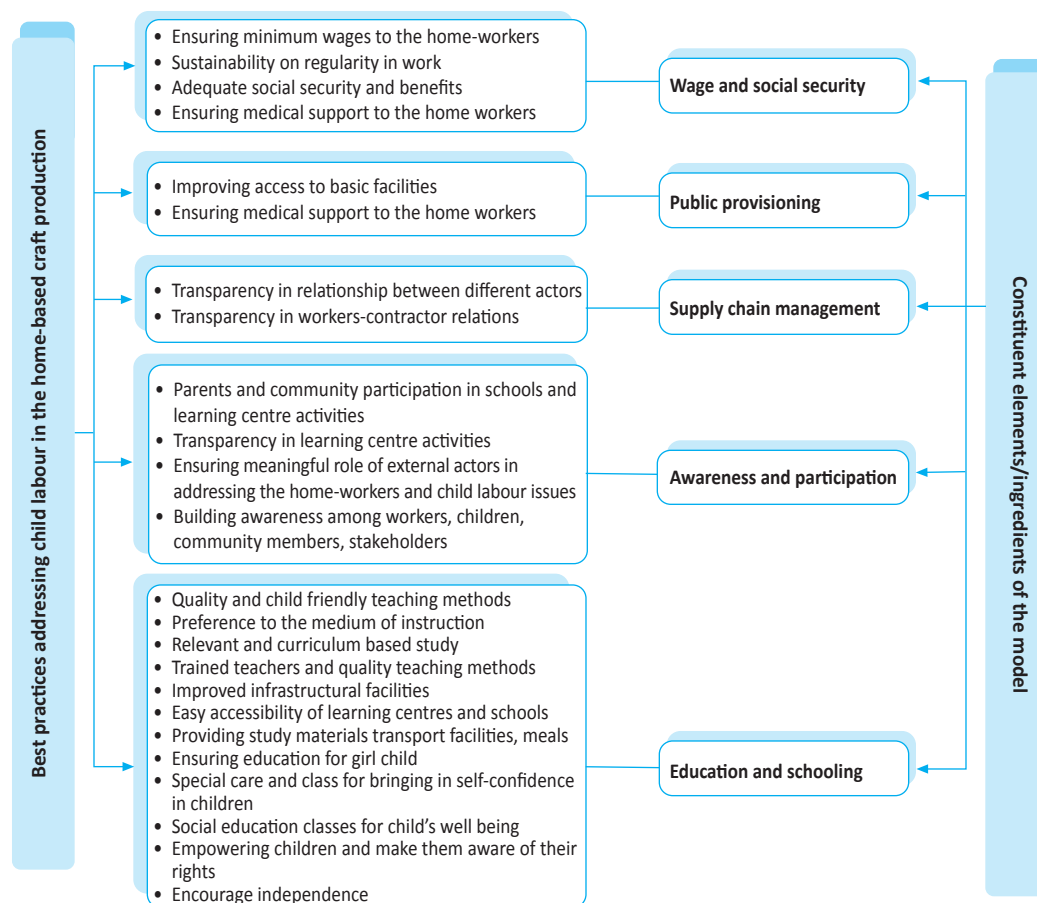 Best practices addressing child labour in the home-based craft production
• Ensuring minimum wages to the home-workers
• Sustainability on regularity in work
• Adequate social security and benefits
• Ensuring medical support to the home workers
Wage and social security
• Improving access to basic facilities
• Ensuring medical support to the home workers
Public provisioning
• Transparency in relationship between different actors
• Transparency in workers-contractor relations
Supply chain management
• Parents and community participation in schools and
learning centre activities
• Transparency in learning centre activities
• Ensuring meaningful role of external actors in
addressing the home-workers and child labour issues
• Building awareness among workers, children,
community members, stakeholders
Awareness and participation
• Quality and child friendly teaching methods
• Preference to the medium of instruction
• Relevant and curriculum based study
• Trained teachers and quality teaching methods
• Improved infrastructural facilities
• Easy accessibility of learning centres and schools
• Providing study materials transport facilities, meals
• Ensuring education for girl child
• Special care and class for bringing in self-confidence
in children
• Social education classes for child's well being
• Empowering children and make them aware of their
rights
• Encourage independence
Education and schooling
Constituent elements/ingredients of the model